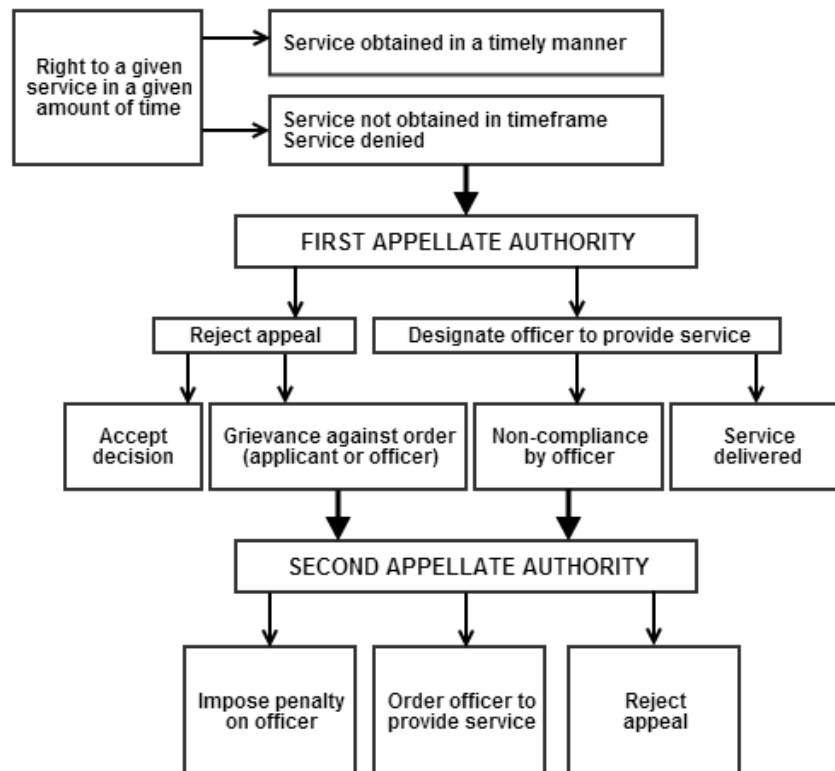 Right to a given
service in a given
amount of time
Service obtained in a timely manner
Service not obtained in timeframe
Service denied
FIRST APPELLATE AUTHORITY
Reject appeal
Designate officer to provide service
Accept
decision
Grievance against order
(applicant or officer)
Non-compliance
by officer
Service
delivered
SECOND APPELLATE AUTHORITY
Impose penalty
on officer
Order officer to
provide service
Reject
appeal